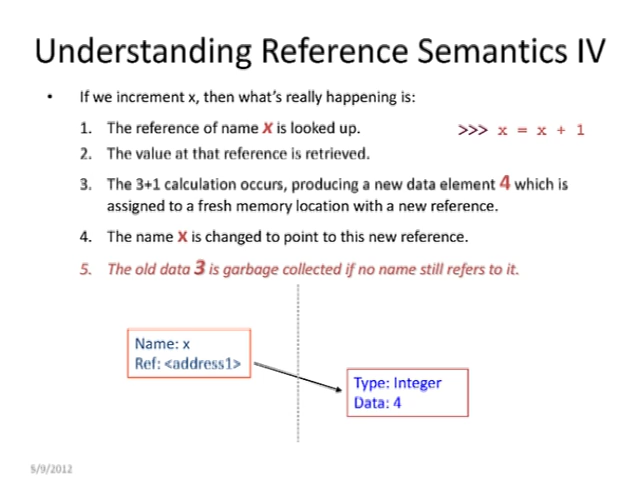 Understanding Reference Semantics IV
• If we increment x, then what's really happening is:
1. The reference of name X is looked up.
>>> x = x + 1
2. The value at that reference is retrieved.
3. The 3+1 calculation occurs, producing a new data element 4 which is
assigned to a fresh memory location with a new reference.
4. The name X is changed to point to this new reference.
5. The old data 3 is garbage collected if no name still refers to it.
Name: x
Ref: <address1>
Type: Integer
Data: 4
8/9/2012